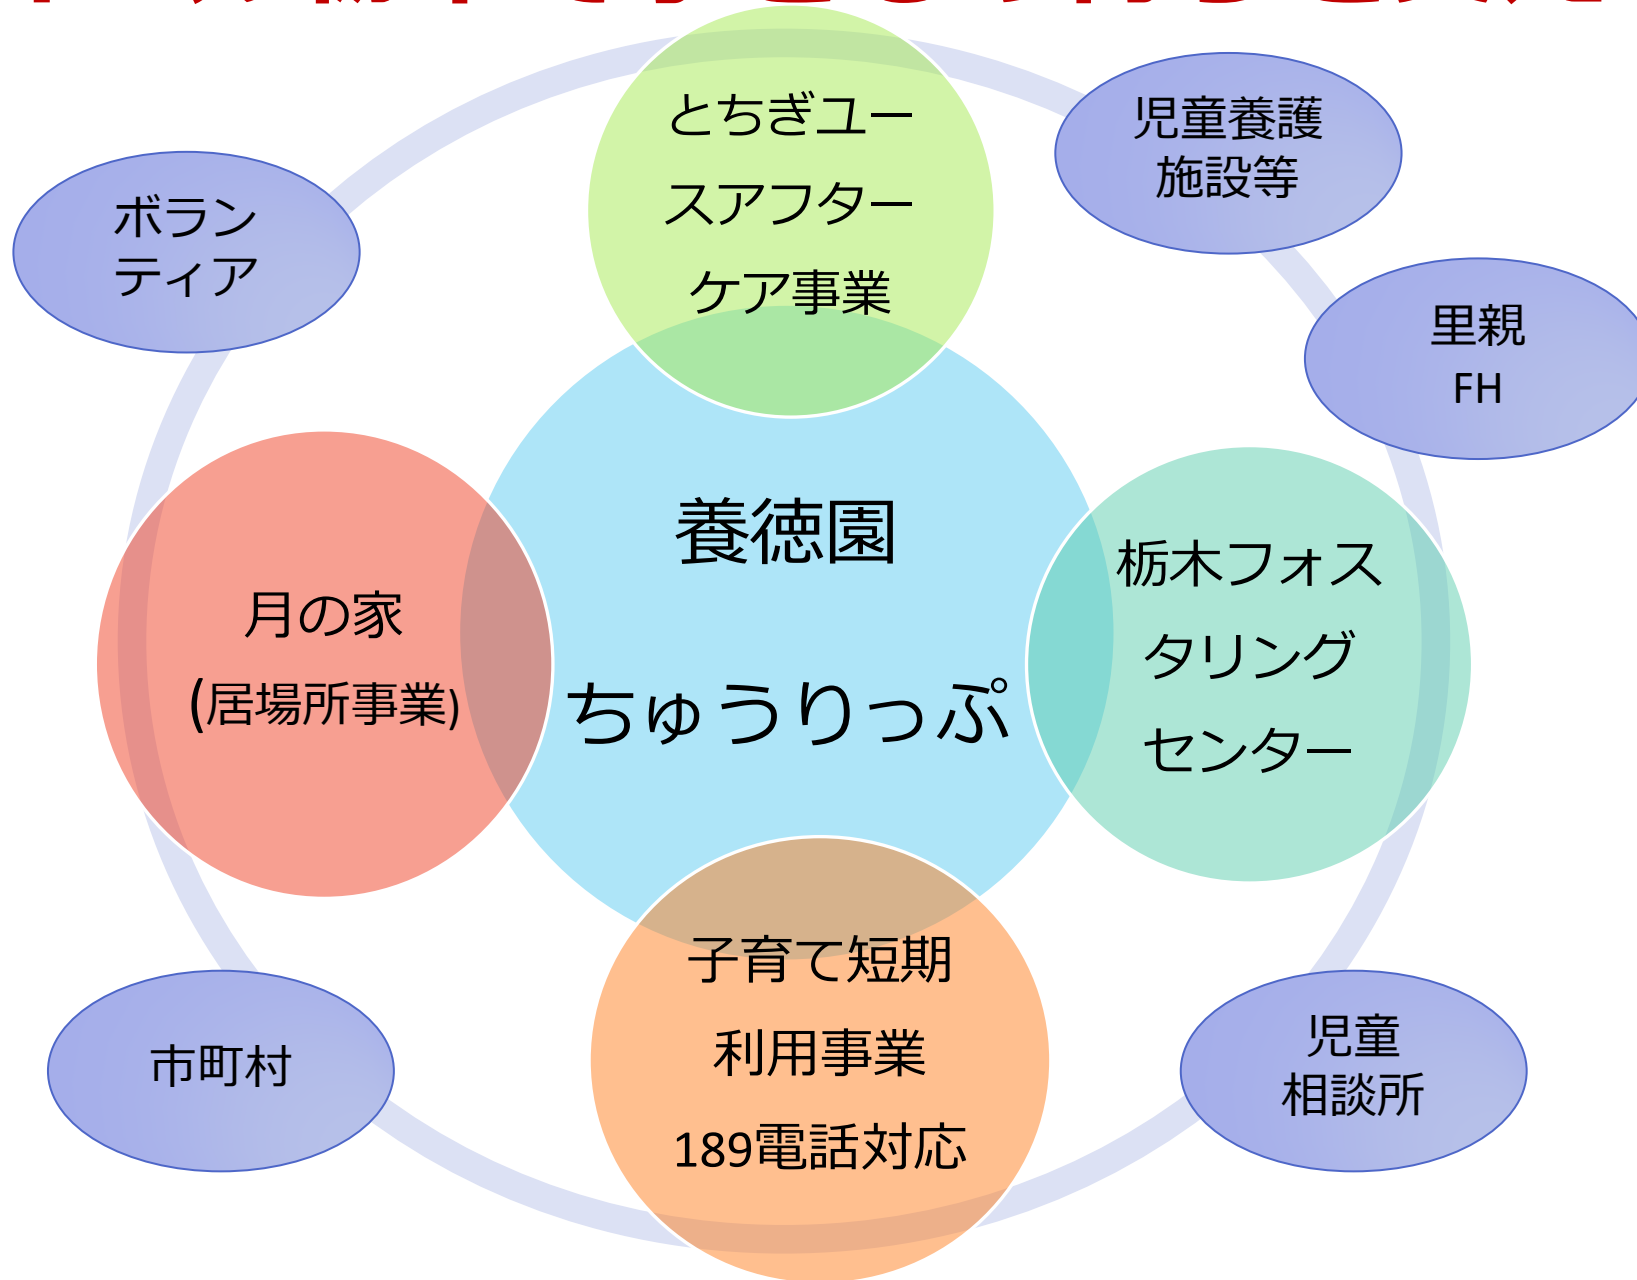 とちぎユー
スアフター
ケア事業
児童養護
施設等
ボラン
ティア
里親
FH
養徳園
ちゅうりっぷ
月の家
(居場所事業)
栃木フォス
タリング
センター
子育て短期
利用事業
189電話対応
市町村
児童
相談所